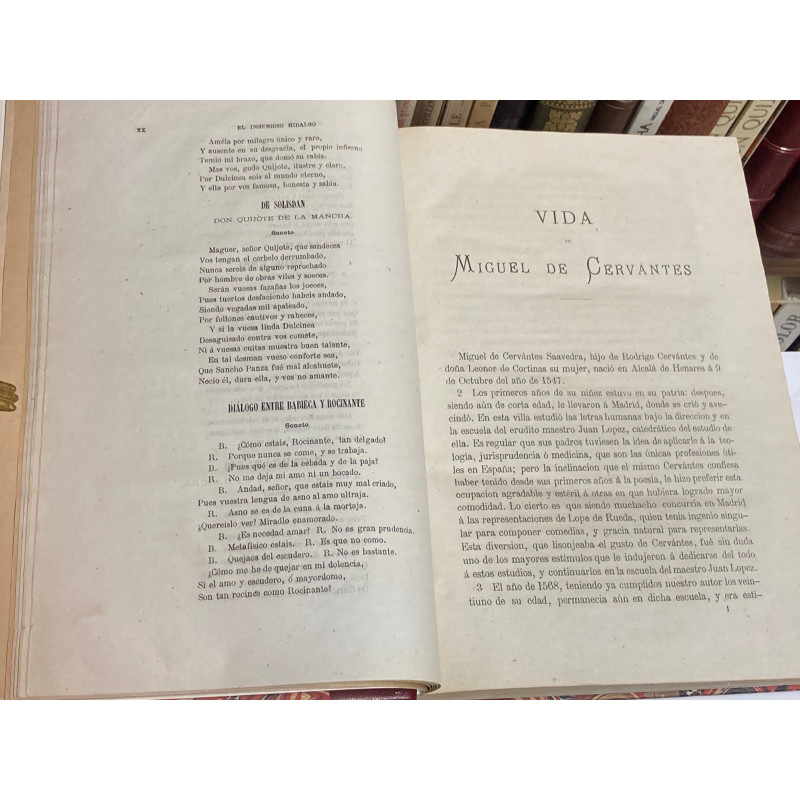 XX
EL INGENIOSO HIDALGO
Améla por milagro único y raro,
Y ausente en su desgracia, el propio infierno
Temió mi brazo, que domó su rabia.
Mas vos, godo Quijote, ilustre y claro,
Por Dulcinea sois al mundo eterno,
Y ella por vos famosa, honesta y sabia.
DE SOLISDAN
DON QUIJOTE DE LA MANCHA.
Soneto.
Maguer, señor Quijote, que sandeces
Vos tengan el cerbelo derrumbado,
Nunca sereis de alguno reprochado
Por hombre de obras viles y soeces.
Serán vuesas fazañas los joeces,
Pues tuertos desfaciendo habeis andado,
Siendo vegadas mil apaleado,
Por follones cautivos y raheces,
Y si la vuesa linda Dulcinea
Desaguisado contra vos comete,
Ni á vuesas cuitas muestra buen talente,
En tal desman vueso conforte sea,
Que Sancho Panza fué mal alcahuete,
Necio él, dura ella, y vos no amante.
DIÁLOGO ENTRE BABIECA Y ROCINANTE
Soneto.
B. ¿Cómo estais, Rocinante, tan delgado?
R. Porque nunca se come, y se trabaja.
B. ¿Pues qué es de la cebada y de la paja?
R. No me deja mi amo ni un bocado.
B. Andad, señor, que estais muy mal criado,
Pues vuestra lengua de asno al amo ultraja.
R. Asno se es de la cuna á la mortaja.
¿Quereislo ver? Miradlo enamorado.
B. ¿Es necedad amar? R. No es gran prudencia.
B. Metafísico estais. R. Es que no como.
B. Quejaos del escudero. R. No es bastante.
¿Cómo me he de quejar en mi dolencia,
Si el amo y escudero, ó mayordomo,
Son tan rocines como Rocinante?
VIDA
DE
MIGUEL DE CERVÁNTES
Miguel de Cervántes Saavedra, hijo de Rodrigo Cervántes y de
doña Leonor de Cortinas su mujer, nació en Alcalá de Henares á 9
de Octubre del año de 1547.
2 Los primeros años de su niñez estuvo en su patria: despues,
siendo aún de corta edad, le llevaron á Madrid, donde se crió y ave-
cindó. En esta villa estudió las letras humanas bajo la direccion y en
la escuela del erudito maestro Juan Lopez, catedrático del estudio de
ella. Es regular que sus padres tuviesen la idea de aplicarle á la teo-
logía, jurisprudencia ó medicina, que son las únicas profesiones úti-
les en España; pero la inclinacion que el mismo Cervántes confiesa
haber tenido desde sus primeros años á la poesía, le hizo preferir esta
ocupacion agradable y estéril á otras en que hubiera logrado mayor
comodidad. Lo cierto es que siendo muchacho concurria en Madrid
á las representaciones de Lope de Rueda, quien tenia ingenio singu-
lar para componer comedias, y gracia natural para representarlas.
Esta diversion, que lisonjeaba el gusto de Cervántes, fué sin duda
uno de los mayores estímulos que le indujeron á dedicarse del todo
á estos estudios, y continuarlos en la escuela del maestro Juan Lopez.
3 El año de 1568, teniendo ya cumplidos nuestro autor los vein-
tiuno de su edad, permanecia aún en dicha escuela, y era esti-
1